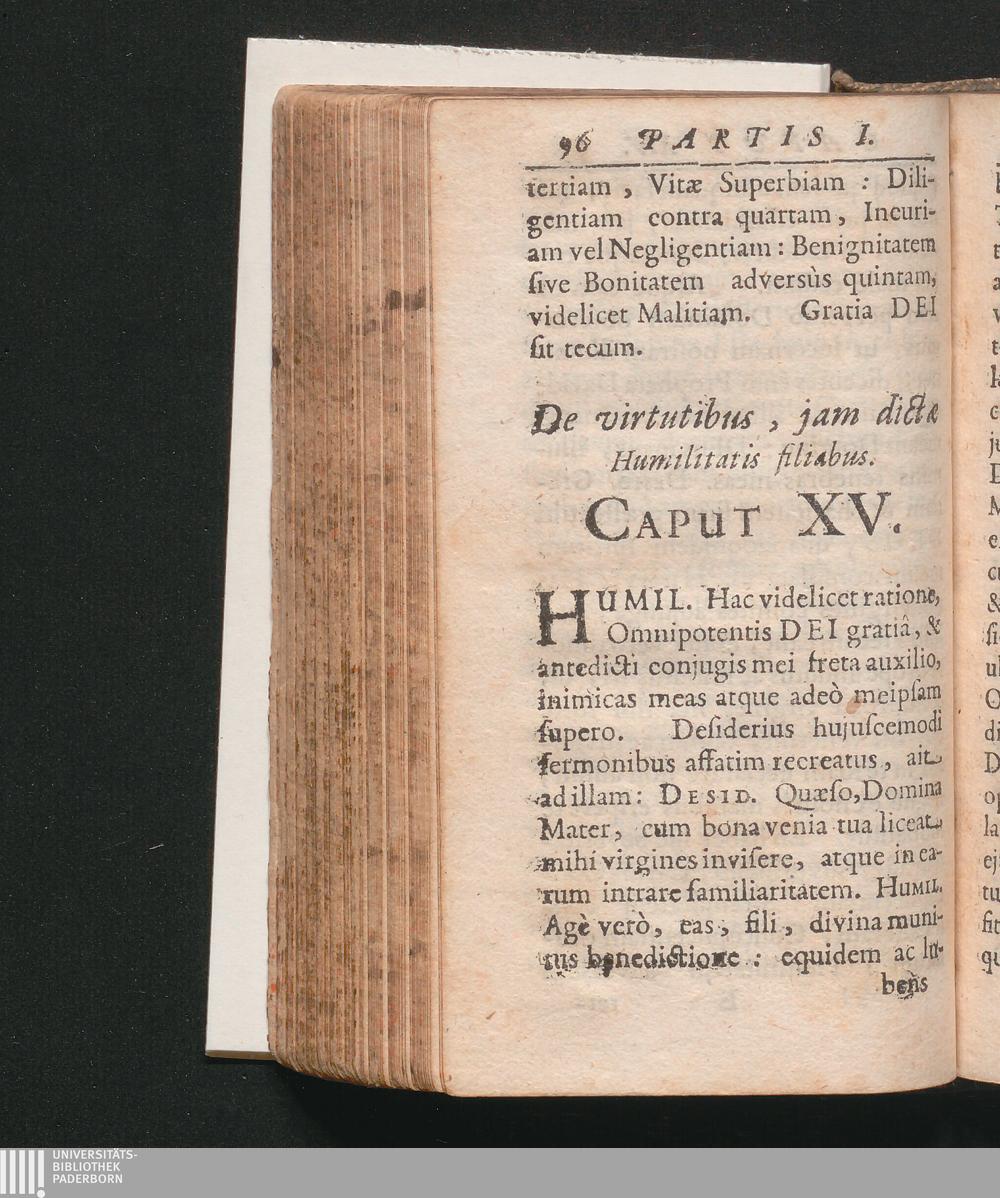 96 PARTIS I.
tertiam, Vitæ Superbiam : Dili-
gentiam contra quartam, Incuri-
am vel Negligentiam : Benignitatem
ſive Bonitatem adversùs quintam,
videlicet Malitiam. Gratia DEI
ſit tecum.
De virtutibus, jam dictæ
Humilitatis filiabus.
CAPUT XV.
HUMIL. Hac videlicet ratione,
Omnipotentis DEI gratiâ, &
antedicti conjugis mei freta auxilio,
inimicas meas atque adeò meipſam
ſupero. Deſiderius hujuſcemodi
ſermonibus affatim recreatus, ait
ad illam: DESID. Quæſo, Domina
Mater, cum bona venia tua liceat
mihi virgines inviſere, atque in ea-
rum intrare familiaritatem. HUMIL.
Agè verò, eas, fili, divina muni-
tus benedictione : equidem ac lu-
bens
UNIVERSITÄTS-
BIBLIOTHEK
PADERBORN